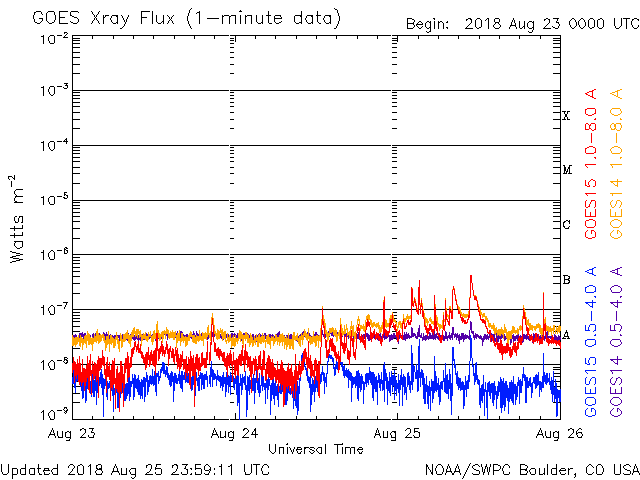 GOES Xray Flux (1-minute data)
Begin: 2018 Aug 23 0000 UTC
10⁻²
10⁻³
10⁻⁴
10⁻⁵
10⁻⁶
10⁻⁷
10⁻⁸
10⁻⁹
Watts m⁻²
X
M
C
B
A
GOES15 1.0-8.0 A
GOES14 1.0-8.0 A
GOES15 0.5-4.0 A
GOES14 0.5-4.0 A
Aug 23
Aug 24
Aug 25
Aug 26
Universal Time
Updated 2018 Aug 25 23:59:11 UTC
NOAA/SWPC Boulder, CO USA